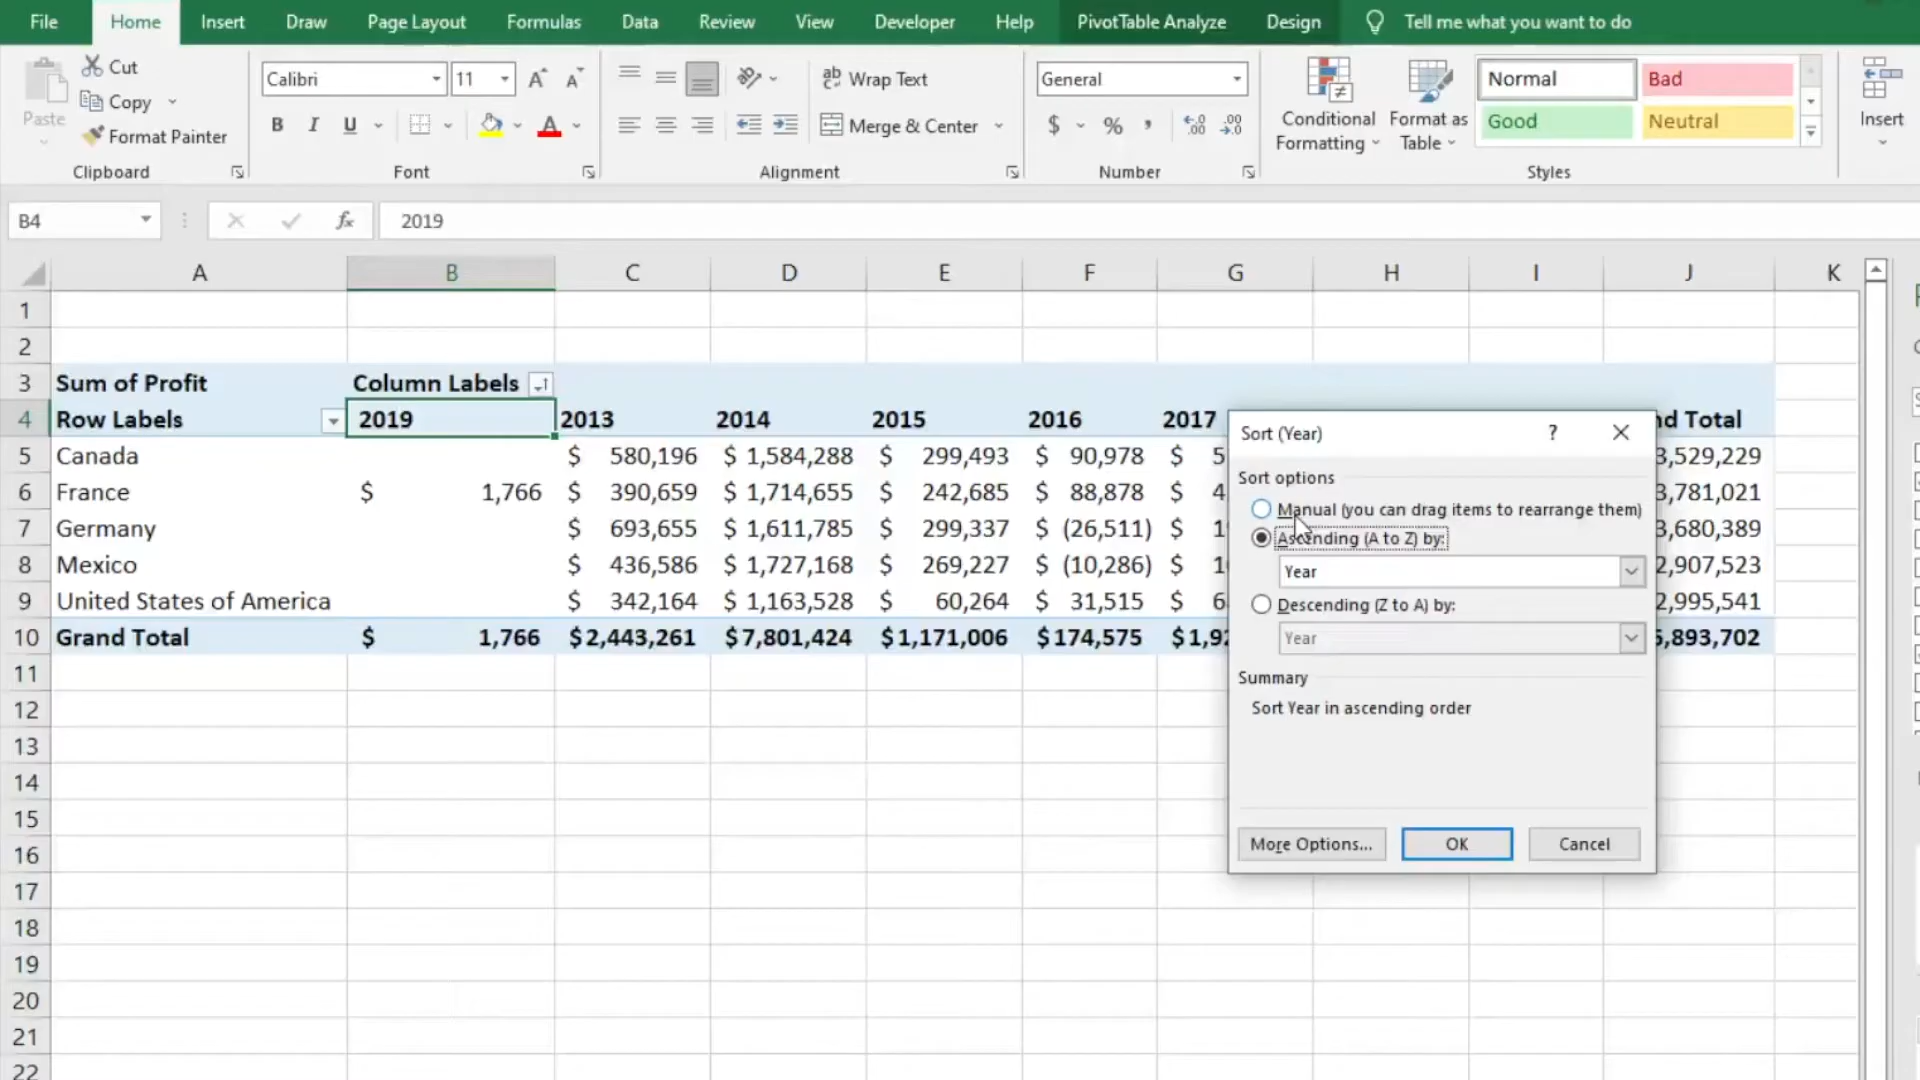 File Home Insert Draw Page Layout Formulas Data Review View Developer Help PivotTable Analyze Design Tell me what you want to do
Paste Cut
Copy
Format Painter
Clipboard
Calibri 11
B I U
Font
Wrap Text
Merge & Center
Alignment
General
$ % ,
Number
Conditional Formatting
Format as Table
Normal Bad
Good Neutral
Styles
Insert
B4 fx 2019
A B C D E F G H I J K
1
2
3 Sum of Profit Column Labels
4 Row Labels 2019 2013 2014 2015 2016 2017 nd Total
5 Canada $ 580,196 $ 1,584,288 $ 299,493 $ 90,978 $ 5 3,529,229
6 France $ 1,766 $ 390,659 $ 1,714,655 $ 242,685 $ 88,878 $ 4 3,781,021
7 Germany $ 693,655 $ 1,611,785 $ 299,337 $ (26,511) $ 1 3,680,389
8 Mexico $ 436,586 $ 1,727,168 $ 269,227 $ (10,286) $ 1 2,907,523
9 United States of America $ 342,164 $ 1,163,528 $ 60,264 $ 31,515 $ 6 2,995,541
10 Grand Total $ 1,766 $2,443,261 $7,801,424 $1,171,006 $174,575 $1,92 ,893,702
11
12
13
14
15
16
17
18
19
20
21
22
Sort (Year) ?
Sort options
Manual (you can drag items to rearrange them)
Ascending (A to Z) by:
Year
Descending (Z to A) by:
Year
Summary
Sort Year in ascending order
More Options... OK Cancel